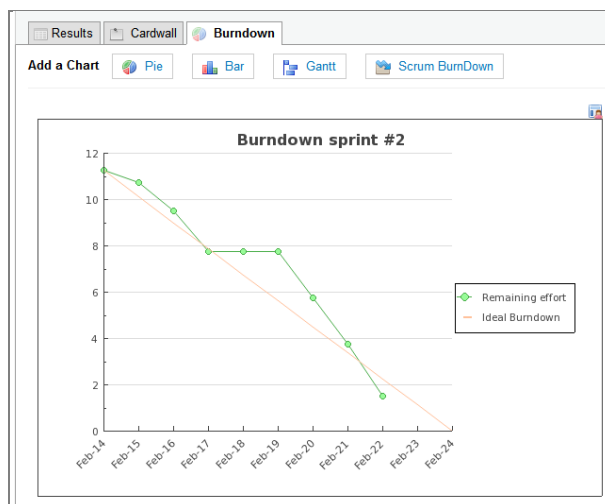 Results Cardwall Burndown
Add a Chart Pie Bar Gantt Scrum BurnDown
Burndown sprint #2
12
10
8
6
4
2
0
Remaining effort
Ideal Burndown
Feb-14 Feb-15 Feb-16 Feb-17 Feb-18 Feb-19 Feb-20 Feb-21 Feb-22 Feb-23 Feb-24